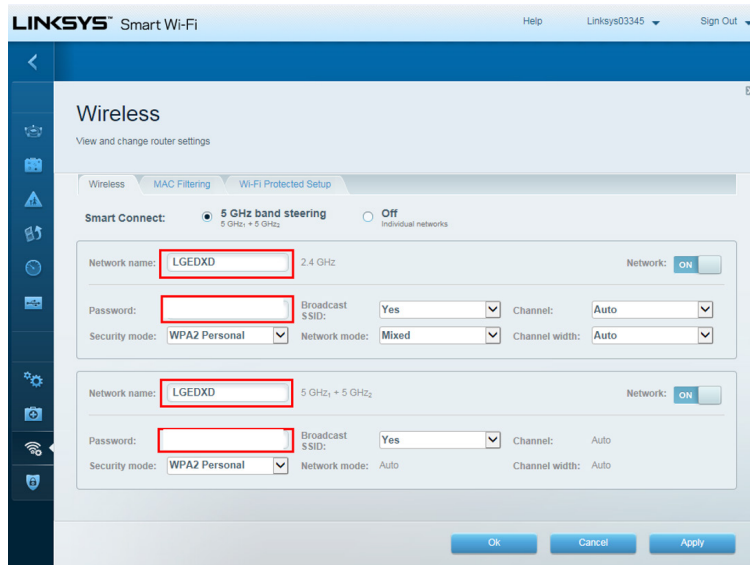 LINKSYS™ Smart Wi-Fi Help Linksys03345 Sign Out
Wireless
View and change router settings
Wireless MAC Filtering Wi-Fi Protected Setup
Smart Connect: 5 GHz band steering Off
5 GHz₁ + 5 GHz₂ Individual networks
Network name: LGEDXD 2.4 GHz Network: ON
Password: Broadcast SSID: Yes Channel: Auto
Security mode: WPA2 Personal Network mode: Mixed Channel width: Auto
Network name: LGEDXD 5 GHz₁ + 5 GHz₂ Network: ON
Password: Broadcast SSID: Yes Channel: Auto
Security mode: WPA2 Personal Network mode: Auto Channel width: Auto
Ok Cancel Apply